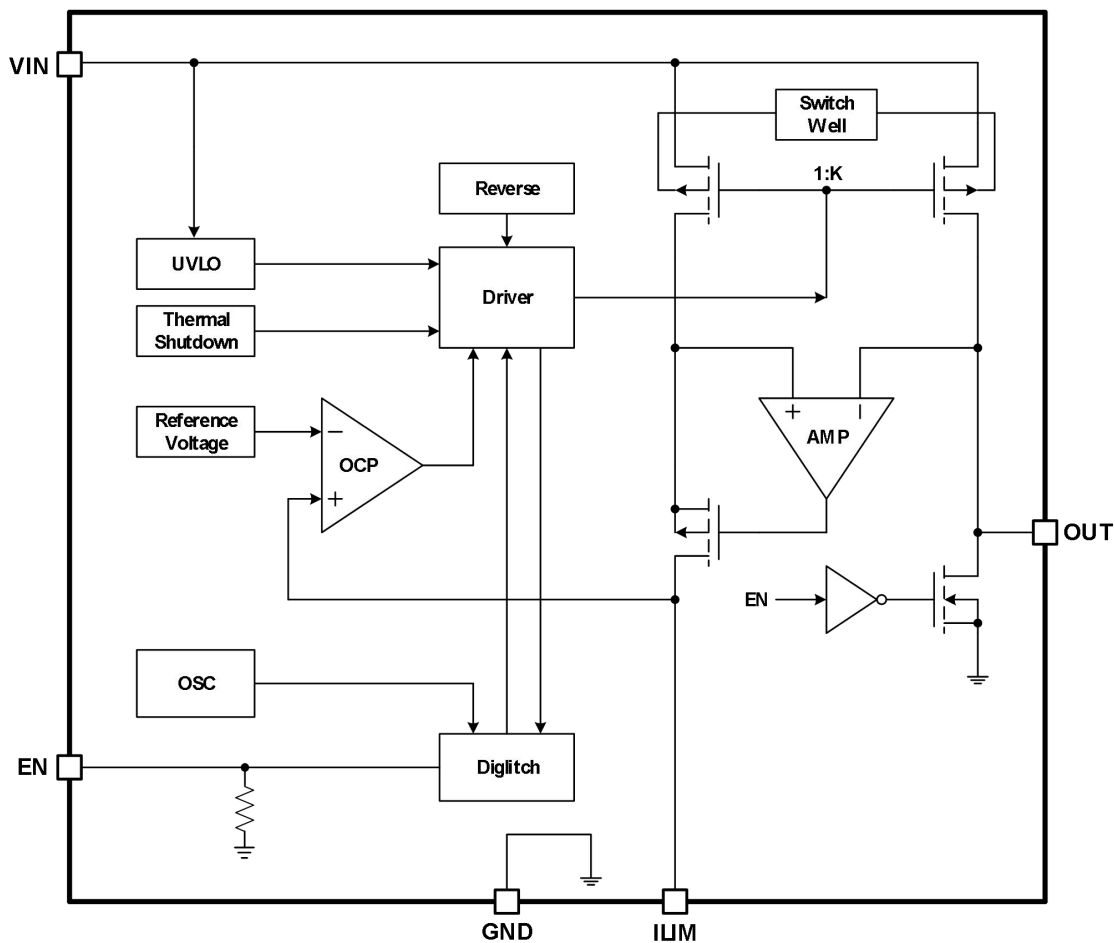 VIN
Switch
Well
Reverse
1:K
UVLO
Driver
Thermal
Shutdown
Reference
Voltage
−
OCP
+
+
−
AMP
OUT
EN
OSC
EN
Diglitch
GND
ILIM